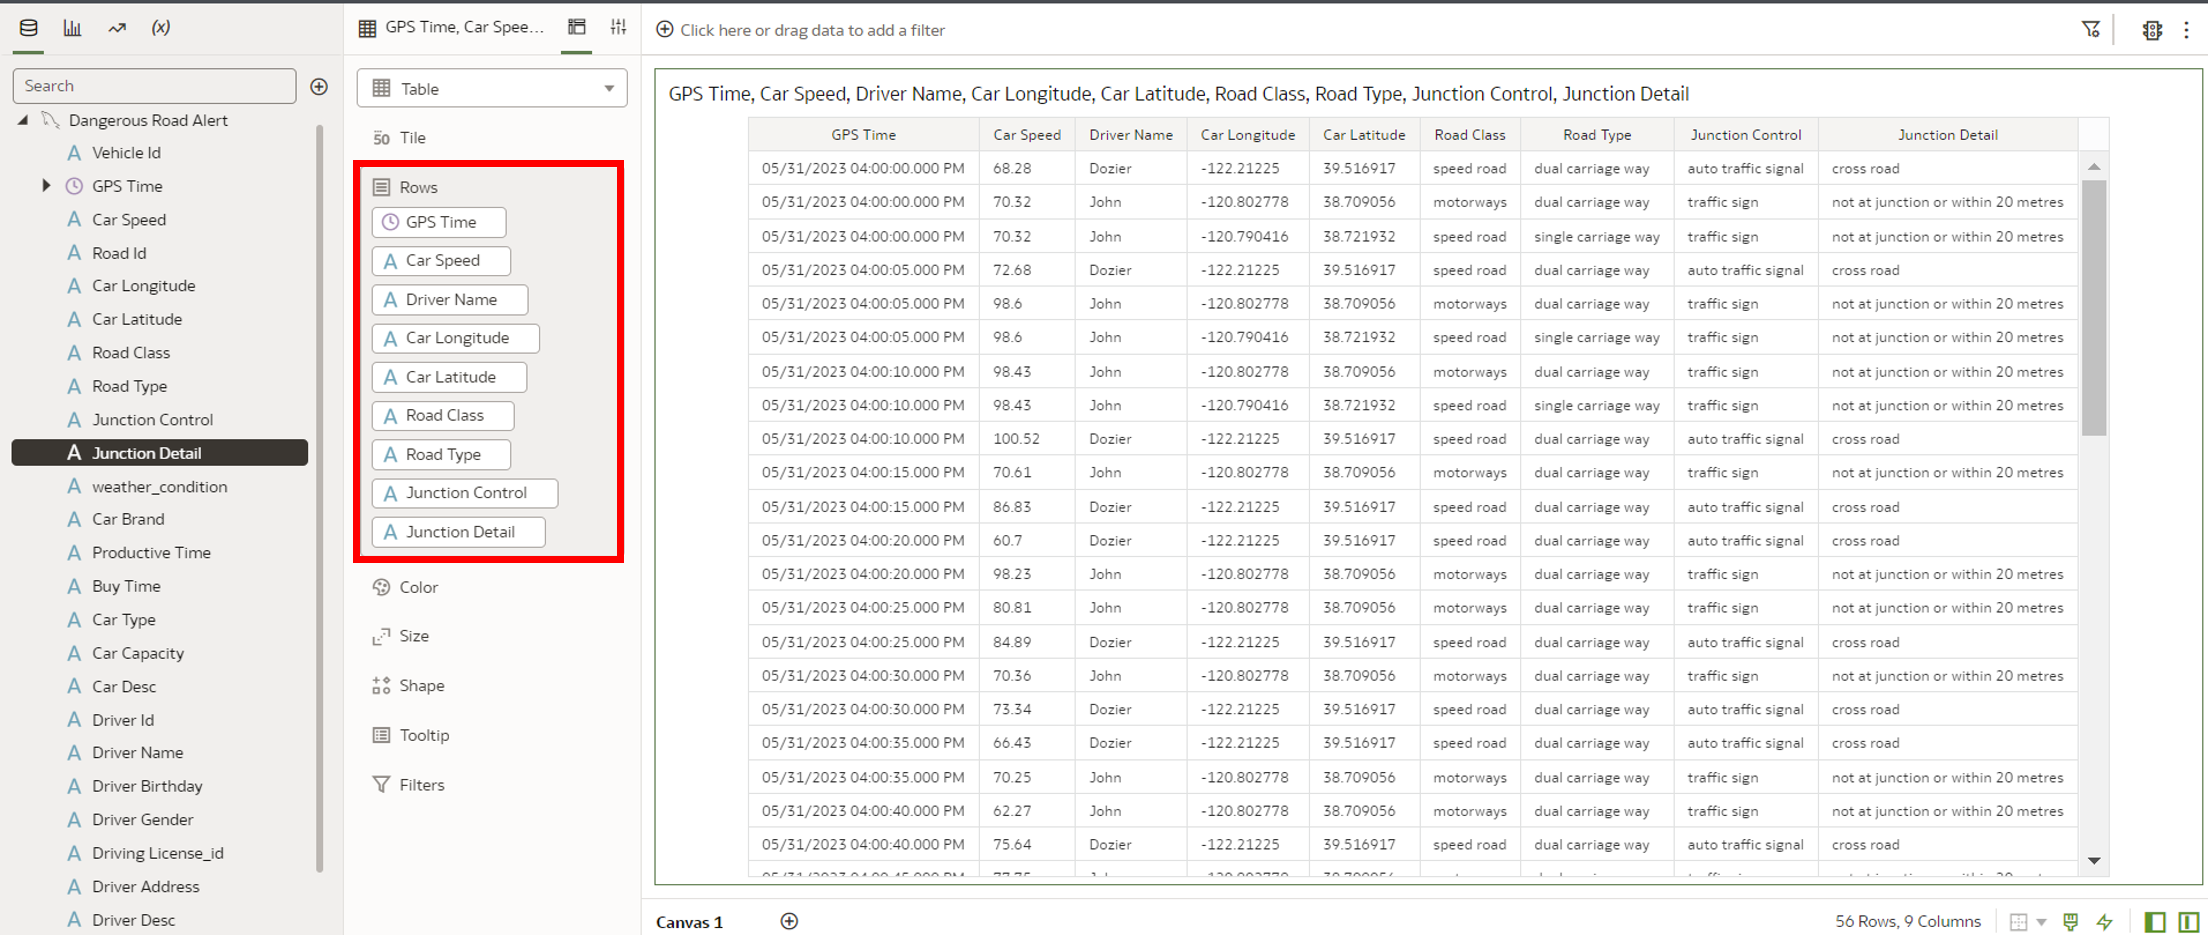 (x)
GPS Time, Car Spee...
Click here or drag data to add a filter
Search
Dangerous Road Alert
Vehicle Id
GPS Time
Car Speed
Road Id
Car Longitude
Car Latitude
Road Class
Road Type
Junction Control
Junction Detail
weather_condition
Car Brand
Productive Time
Buy Time
Car Type
Car Capacity
Car Desc
Driver Id
Driver Name
Driver Birthday
Driver Gender
Driving License_id
Driver Address
Driver Desc
Table
50 Tile
Rows
GPS Time
Car Speed
Driver Name
Car Longitude
Car Latitude
Road Class
Road Type
Junction Control
Junction Detail
Color
Size
Shape
Tooltip
Filters
GPS Time, Car Speed, Driver Name, Car Longitude, Car Latitude, Road Class, Road Type, Junction Control, Junction Detail
GPS Time Car Speed Driver Name Car Longitude Car Latitude Road Class Road Type Junction Control Junction Detail
05/31/2023 04:00:00.000 PM 68.28 Dozier -122.21225 39.516917 speed road dual carriage way auto traffic signal cross road
05/31/2023 04:00:00.000 PM 70.32 John -120.802778 38.709056 motorways dual carriage way traffic sign not at junction or within 20 metres
05/31/2023 04:00:00.000 PM 70.32 John -120.790416 38.721932 speed road single carriage way traffic sign not at junction or within 20 metres
05/31/2023 04:00:05.000 PM 72.68 Dozier -122.21225 39.516917 speed road dual carriage way auto traffic signal cross road
05/31/2023 04:00:05.000 PM 98.6 John -120.802778 38.709056 motorways dual carriage way traffic sign not at junction or within 20 metres
05/31/2023 04:00:05.000 PM 98.6 John -120.790416 38.721932 speed road single carriage way traffic sign not at junction or within 20 metres
05/31/2023 04:00:10.000 PM 98.43 John -120.802778 38.709056 motorways dual carriage way traffic sign not at junction or within 20 metres
05/31/2023 04:00:10.000 PM 98.43 John -120.790416 38.721932 speed road single carriage way traffic sign not at junction or within 20 metres
05/31/2023 04:00:10.000 PM 100.52 Dozier -122.21225 39.516917 speed road dual carriage way auto traffic signal cross road
05/31/2023 04:00:15.000 PM 70.61 John -120.802778 38.709056 motorways dual carriage way traffic sign not at junction or within 20 metres
05/31/2023 04:00:15.000 PM 86.83 Dozier -122.21225 39.516917 speed road dual carriage way auto traffic signal cross road
05/31/2023 04:00:20.000 PM 60.7 Dozier -122.21225 39.516917 speed road dual carriage way auto traffic signal cross road
05/31/2023 04:00:20.000 PM 98.23 John -120.802778 38.709056 motorways dual carriage way traffic sign not at junction or within 20 metres
05/31/2023 04:00:25.000 PM 80.81 John -120.802778 38.709056 motorways dual carriage way traffic sign not at junction or within 20 metres
05/31/2023 04:00:25.000 PM 84.89 Dozier -122.21225 39.516917 speed road dual carriage way auto traffic signal cross road
05/31/2023 04:00:30.000 PM 70.36 John -120.802778 38.709056 motorways dual carriage way traffic sign not at junction or within 20 metres
05/31/2023 04:00:30.000 PM 73.34 Dozier -122.21225 39.516917 speed road dual carriage way auto traffic signal cross road
05/31/2023 04:00:35.000 PM 66.43 Dozier -122.21225 39.516917 speed road dual carriage way auto traffic signal cross road
05/31/2023 04:00:35.000 PM 70.25 John -120.802778 38.709056 motorways dual carriage way traffic sign not at junction or within 20 metres
05/31/2023 04:00:40.000 PM 62.27 John -120.802778 38.709056 motorways dual carriage way traffic sign not at junction or within 20 metres
05/31/2023 04:00:40.000 PM 75.64 Dozier -122.21225 39.516917 speed road dual carriage way auto traffic signal cross road
Canvas 1
56 Rows, 9 Columns